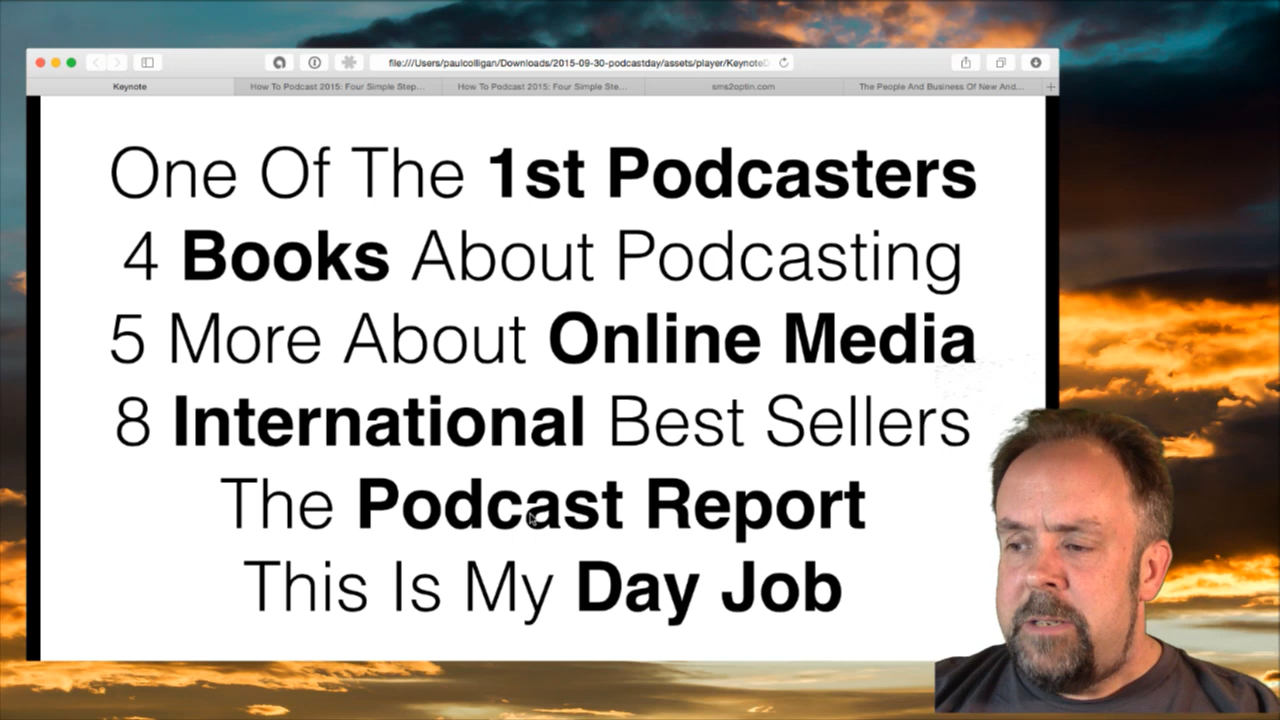 file:///Users/paulcolligan/Downloads/2015-09-30-podcastday/assets/player/KeynoteD
Keynote
How To Podcast 2015: Four Simple Step...
How To Podcast 2015: Four Simple Ste...
sms2optin.com
The People And Business Of New And...
One Of The 1st Podcasters
4 Books About Podcasting
5 More About Online Media
8 International Best Sellers
The Podcast Report
This Is My Day Job